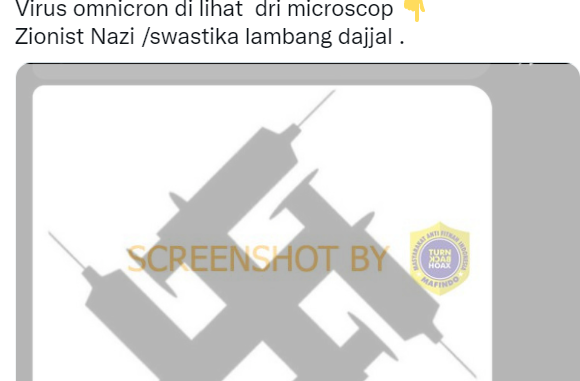 Virus omnicron di lihat dri microscop 👇
Zionist Nazi /swastika lambang dajjal .
SCREENSHOT BY
MASYARAKAT ANTI FITNAH INDONESIA
TURN
BACK
HOAX
MAFINDO